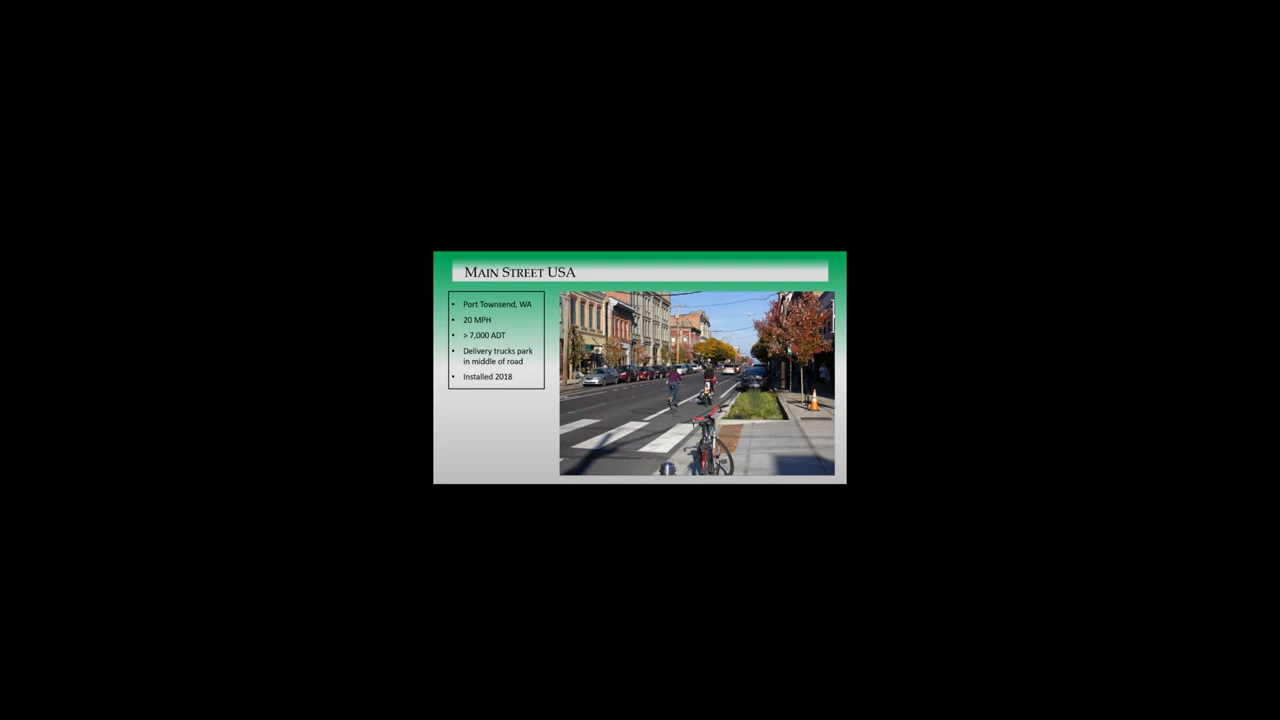 MAIN STREET USA
• Port Townsend, WA
• 20 MPH
• > 7,000 ADT
• Delivery trucks park
in middle of road
• Installed 2018